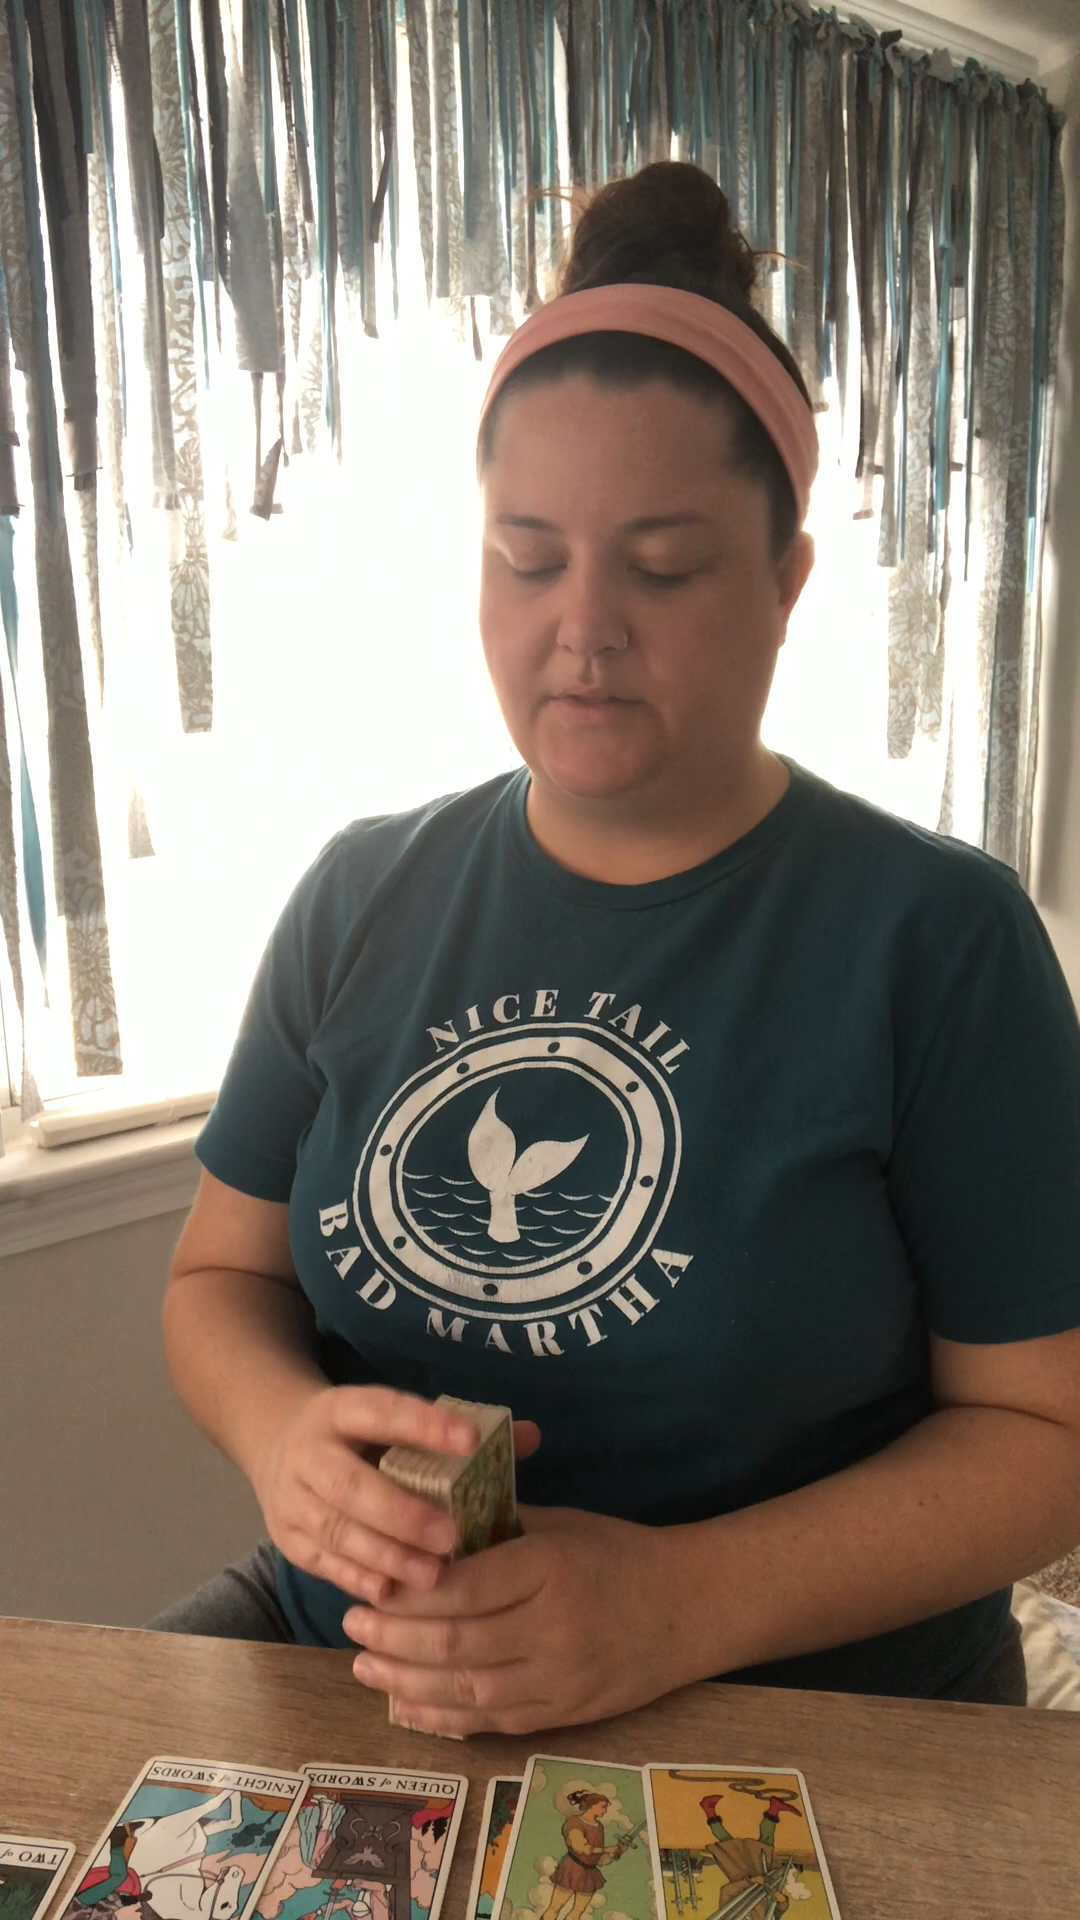 NICE TAIL
BAD MARTHA
KNIGHT of SWORDS
QUEEN of SWORDS
TWO of